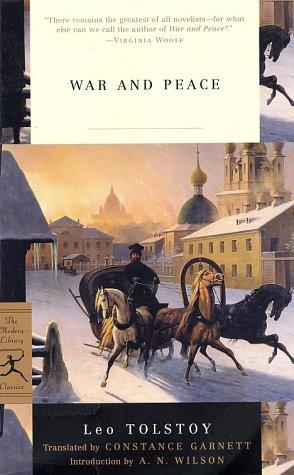 “There remains the greatest of all novelists—for what
else can we call the author of War and Peace?”
—VIRGINIA WOOLF
WAR AND PEACE
The
Modern Library
Classics
LEO TOLSTOY
Translated by CONSTANCE GARNETT
Introduction by A. N. WILSON